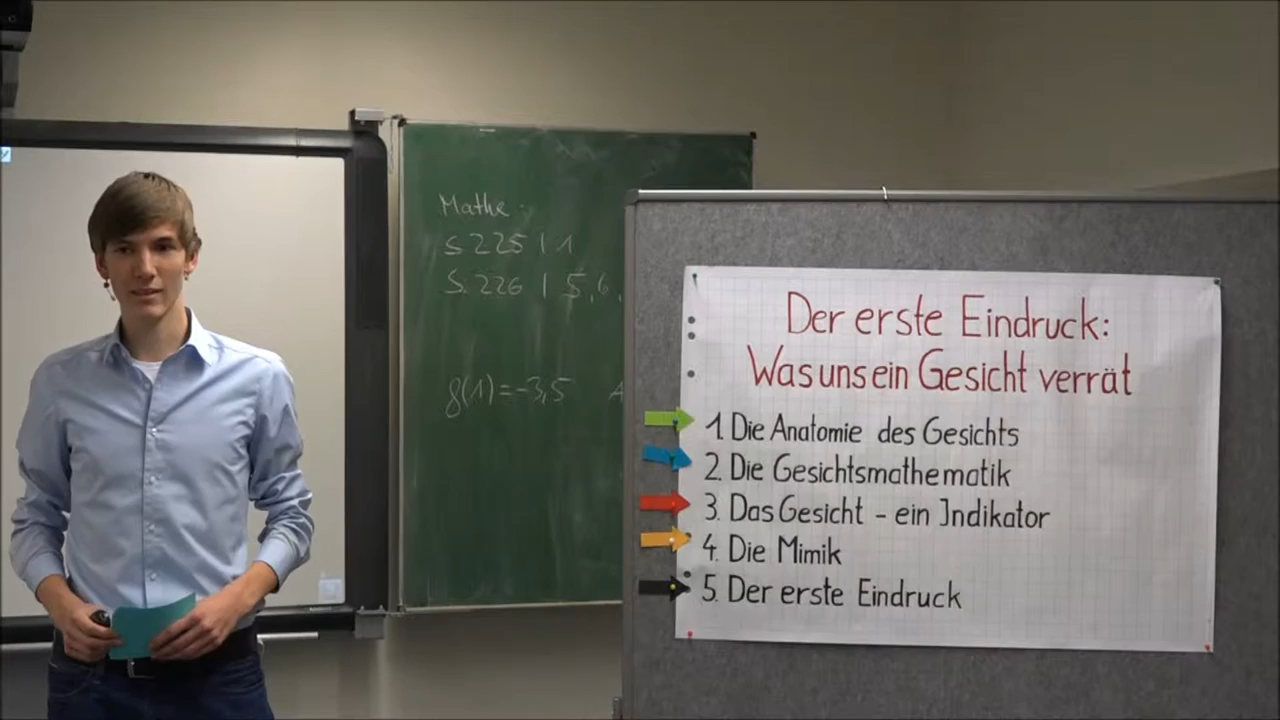 Mathe:
S 225 | 1
S. 226 | 5, 6,
g(1) = -3,5 A
Der erste Eindruck:
Was uns ein Gesicht verrät
1. Die Anatomie des Gesichts
2. Die Gesichtsmathematik
3. Das Gesicht - ein Indikator
4. Die Mimik
5. Der erste Eindruck